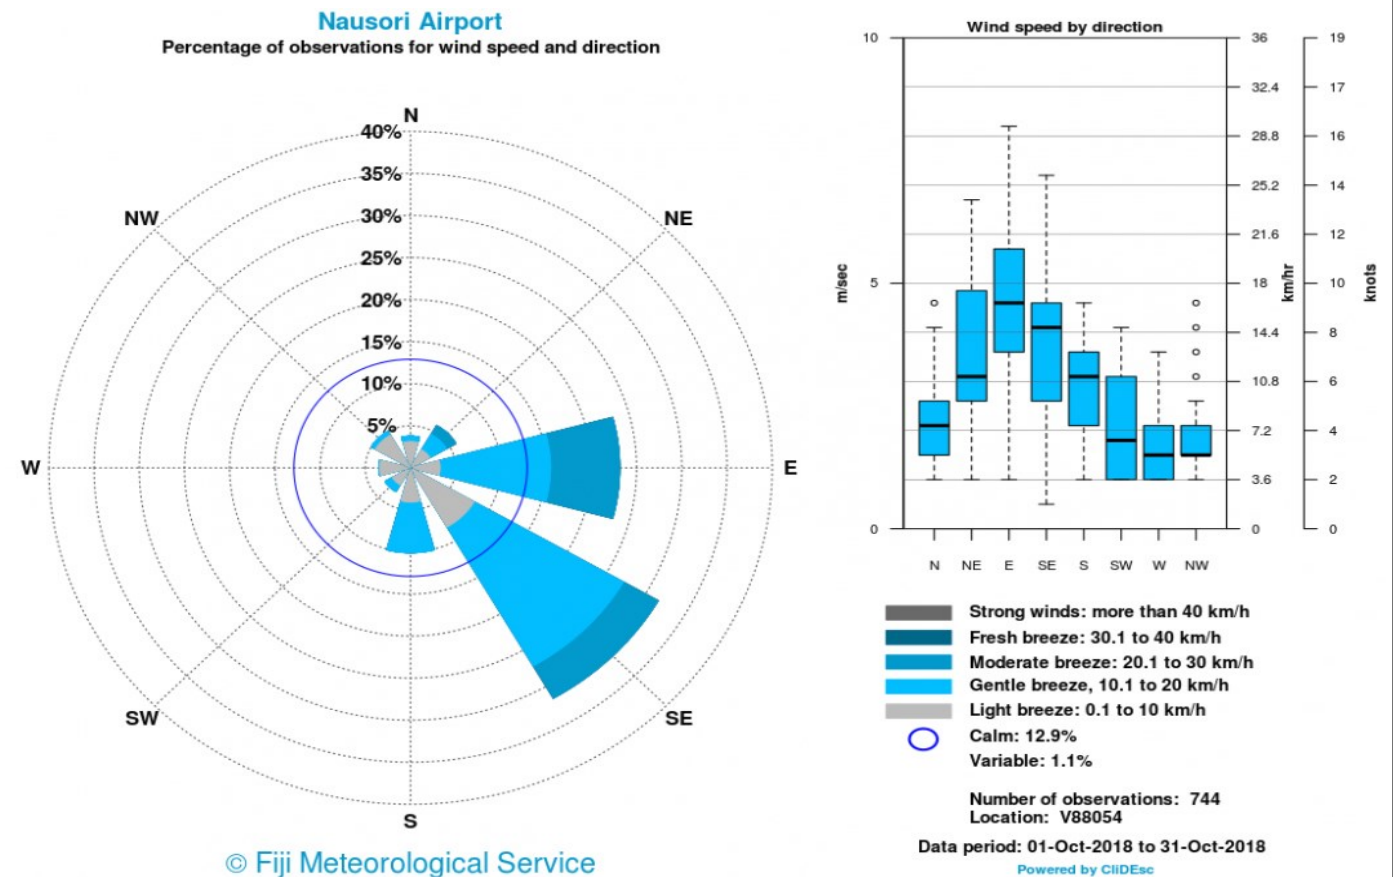 Nausori Airport
Percentage of observations for wind speed and direction
N
40%
35%
30%
25%
20%
15%
10%
5%
NW
NE
W
E
SW
SE
S
© Fiji Meteorological Service
Wind speed by direction
10
5
0
m/sec
36
32.4
28.8
25.2
21.6
18
14.4
10.8
7.2
3.6
0
km/hr
19
17
16
14
12
10
8
6
4
2
0
knots
N NE E SE S SW W NW
Strong winds: more than 40 km/h
Fresh breeze: 30.1 to 40 km/h
Moderate breeze: 20.1 to 30 km/h
Gentle breeze, 10.1 to 20 km/h
Light breeze: 0.1 to 10 km/h
Calm: 12.9%
Variable: 1.1%
Number of observations: 744
Location: V88054
Data period: 01-Oct-2018 to 31-Oct-2018
Powered by CliDEsc